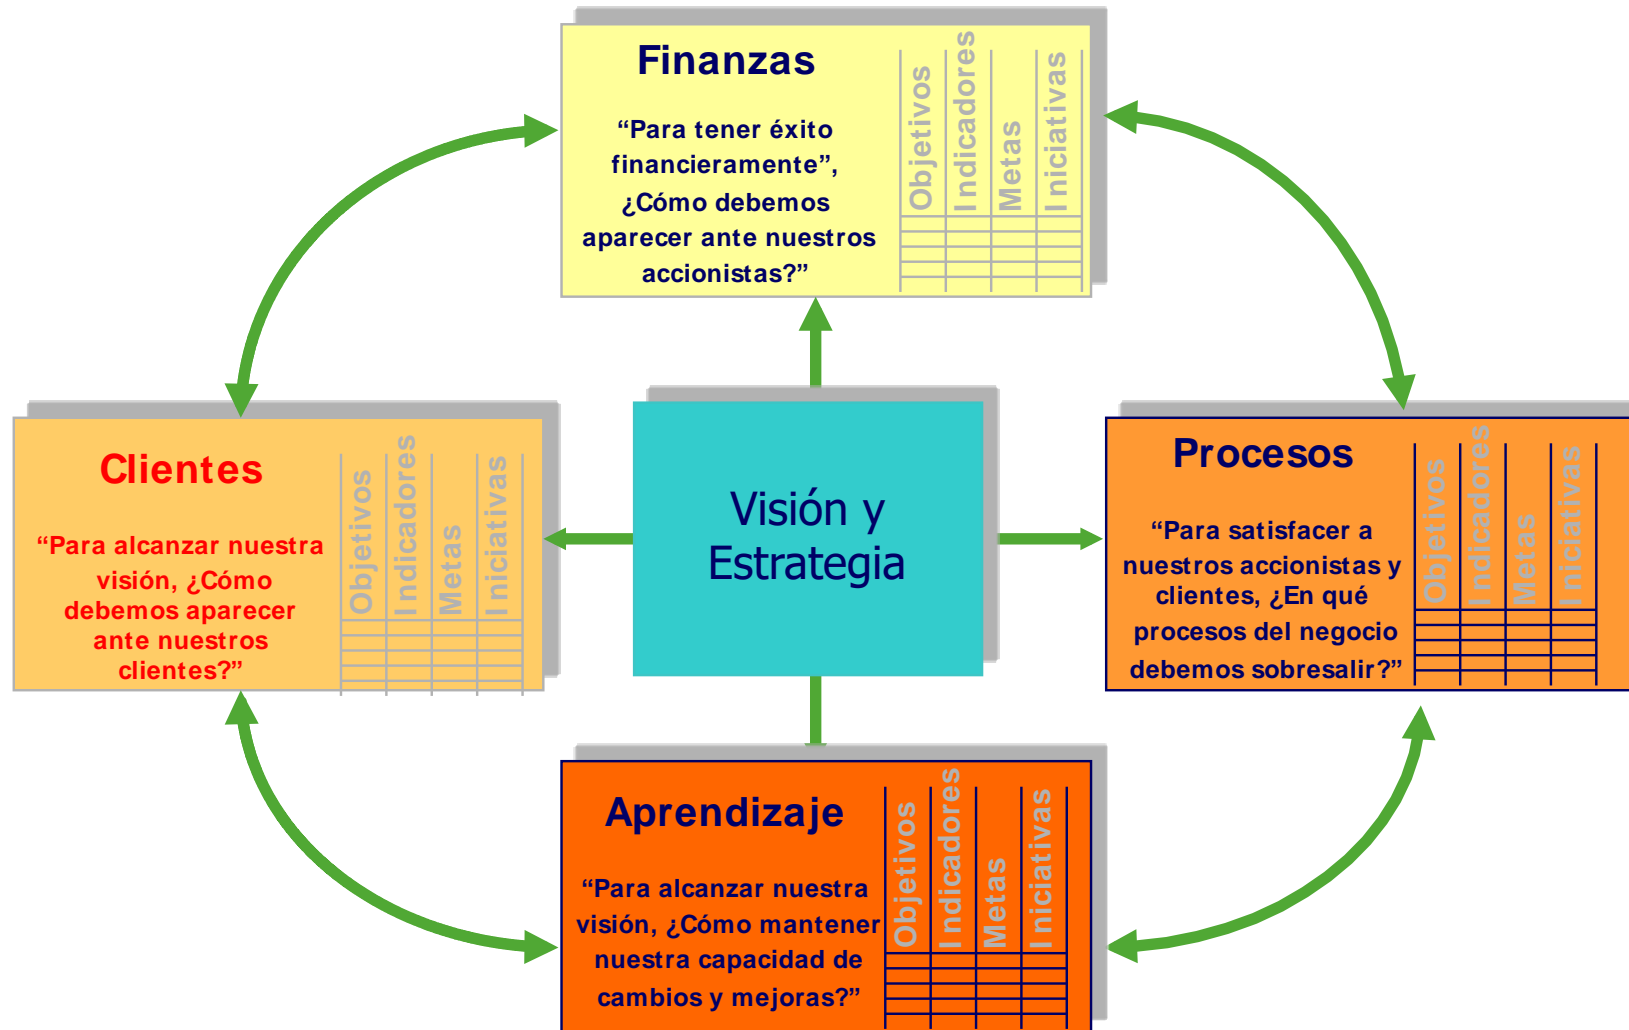 Finanzas
“Para tener éxito
financieramente”,
¿Cómo debemos
aparecer ante nuestros
accionistas?”
Objetivos
Indicadores
Metas
Iniciativas
Clientes
“Para alcanzar nuestra
visión, ¿Cómo
debemos aparecer
ante nuestros
clientes?”
Objetivos
Indicadores
Metas
Iniciativas
Visión y
Estrategia
Procesos
“Para satisfacer a
nuestros accionistas y
clientes, ¿En qué
procesos del negocio
debemos sobresalir?”
Objetivos
Indicadores
Metas
Iniciativas
Aprendizaje
“Para alcanzar nuestra
visión, ¿Cómo mantener
nuestra capacidad de
cambios y mejoras?”
Objetivos
Indicadores
Metas
Iniciativas